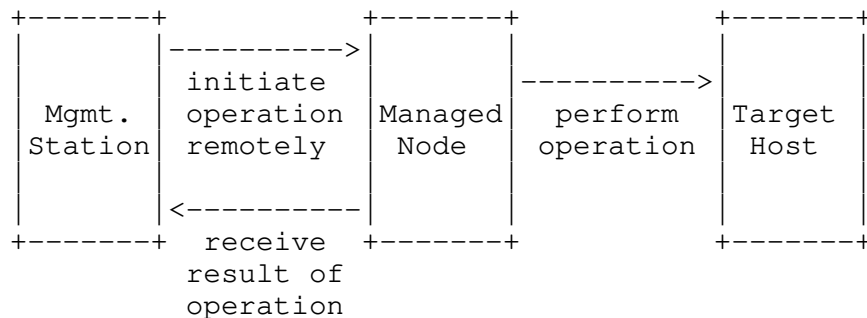 +-------+          +-------+          +-------+
|       |---------->|       |          |       |
|       | initiate |       |---------->|       |
| Mgmt. | operation |Managed| perform |Target |
|Station| remotely | Node | operation | Host |
|       |          |       |          |       |
|       |<----------|       |          |       |
+-------+ receive +-------+          +-------+
result of
operation